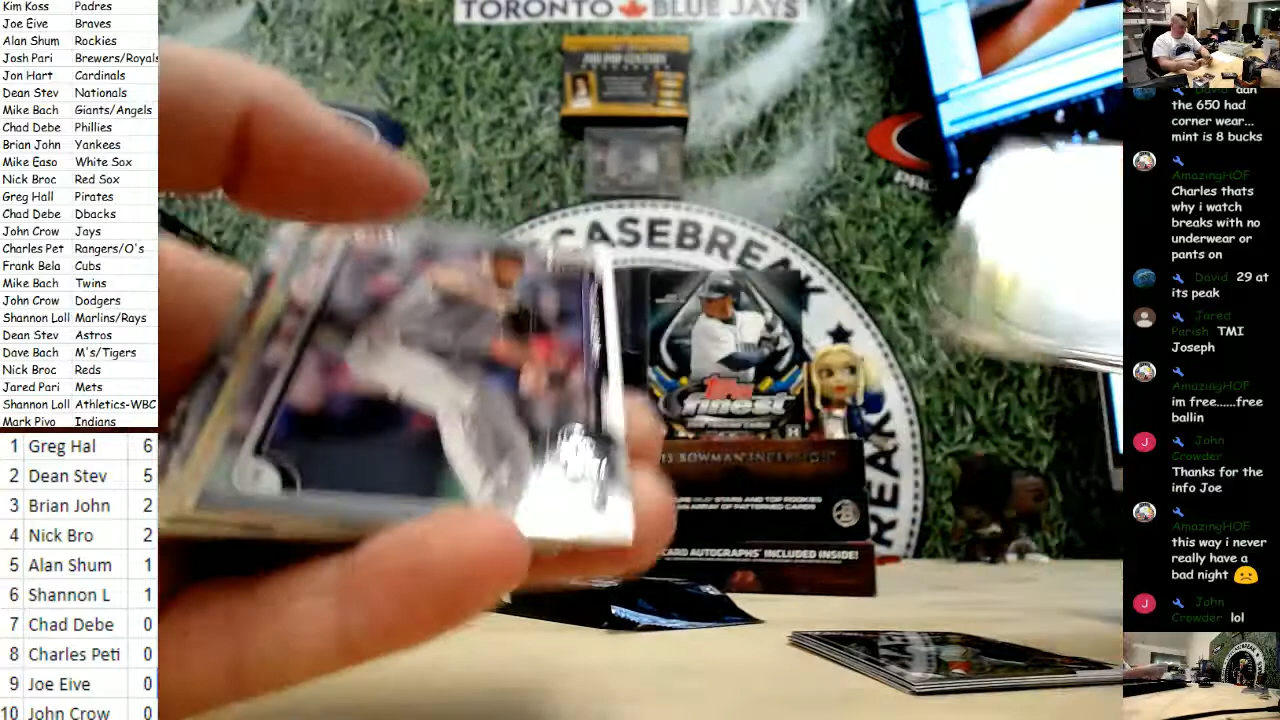 Kim Koss Padres
Joe Eive Braves
Alan Shum Rockies
Josh Pari Brewers/Royals
Jon Hart Cardinals
Dean Stev Nationals
Mike Bach Giants/Angels
Chad Debe Phillies
Brian John Yankees
Mike Easo White Sox
Nick Broc Red Sox
Greg Hall Pirates
Chad Debe Dbacks
John Crow Jays
Charles Pet Rangers/O's
Frank Bela Cubs
Mike Bach Twins
John Crow Dodgers
Shannon Loll Marlins/Rays
Dean Stev Astros
Dave Bach M's/Tigers
Nick Broc Reds
Jared Pari Mets
Shannon Loll Athletics-WBC
Mark Pivo Indians
1 Greg Hal 6
2 Dean Stev 5
3 Brian John 2
4 Nick Bro 2
5 Alan Shum 1
6 Shannon L 1
7 Chad Debe 0
8 Charles Peti 0
9 Joe Eive 0
10 John Crow 0
TORONTO BLUE JAYS
CASEBREAK
BREAK
Topps
finest
BOWMAN INCEPTION
CARD AUTOGRAPHS INCLUDED INSIDE!
David dah
the 650 had
corner wear...
mint is 8 bucks
AmazingHOF
Charles thats
why i watch
breaks with no
underwear or
pants on
David 29 at
its peak
Jared
Parish TMI
Joseph
AmazingHOF
im free......free
ballin
John
Crowder
Thanks for the
info Joe
AmazingHOF
this way i never
really have a
bad night
John
Crowder lol